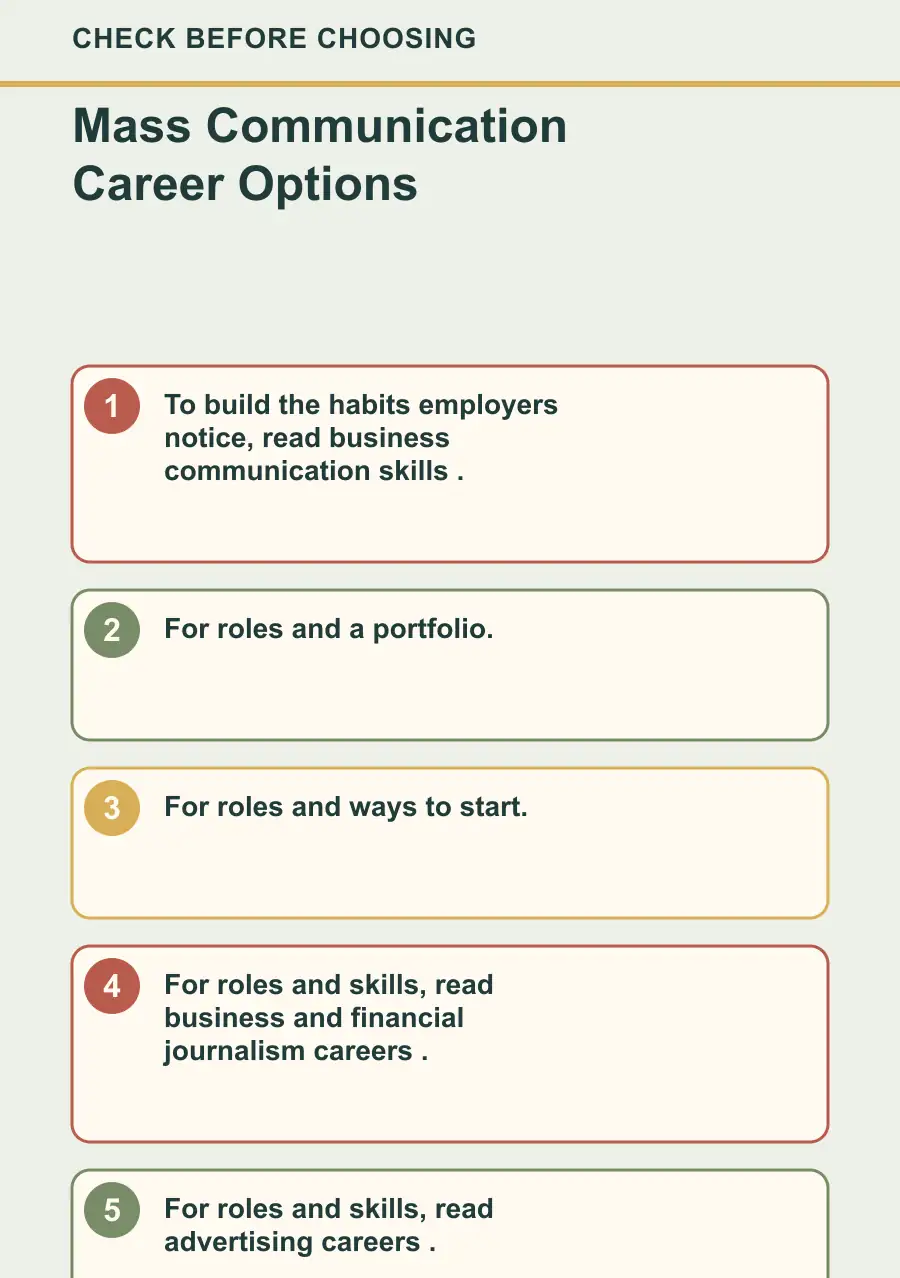 CHECK BEFORE CHOOSING
Mass Communication
Career Options
1
To build the habits employers
notice, read business
communication skills .
2
For roles and a portfolio.
3
For roles and ways to start.
4
For roles and skills, read
business and financial
journalism careers .
5
For roles and skills, read
advertising careers .